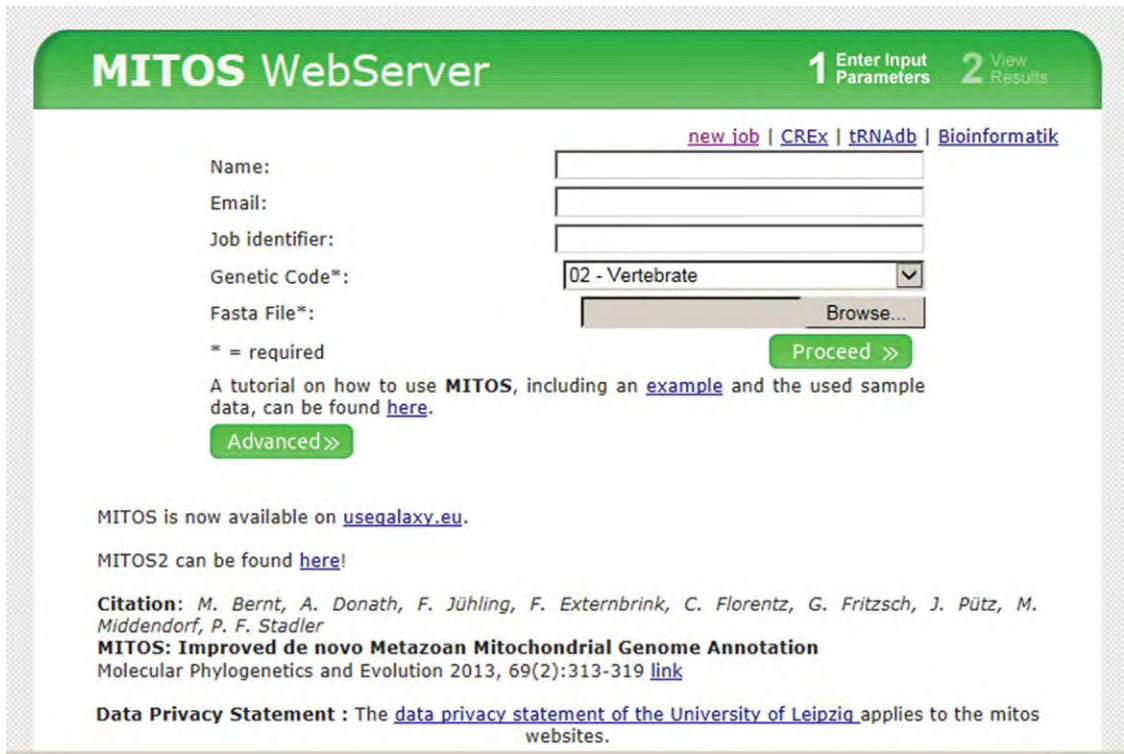 MITOS WebServer
1 Enter Input Parameters 2 View Results
new job | CREx | tRNAdb | Bioinformatik
Name:
Email:
Job identifier:
Genetic Code*: 02 - Vertebrate
Fasta File*: Browse...
* = required Proceed »
A tutorial on how to use MITOS, including an example and the used sample
data, can be found here.
Advanced»
MITOS is now available on usegalaxy.eu.
MITOS2 can be found here!
Citation: M. Bernt, A. Donath, F. Jühling, F. Externbrink, C. Florentz, G. Fritzsch, J. Pütz, M.
Middendorf, P. F. Stadler
MITOS: Improved de novo Metazoan Mitochondrial Genome Annotation
Molecular Phylogenetics and Evolution 2013, 69(2):313-319 link
Data Privacy Statement : The data privacy statement of the University of Leipzig applies to the mitos
websites.